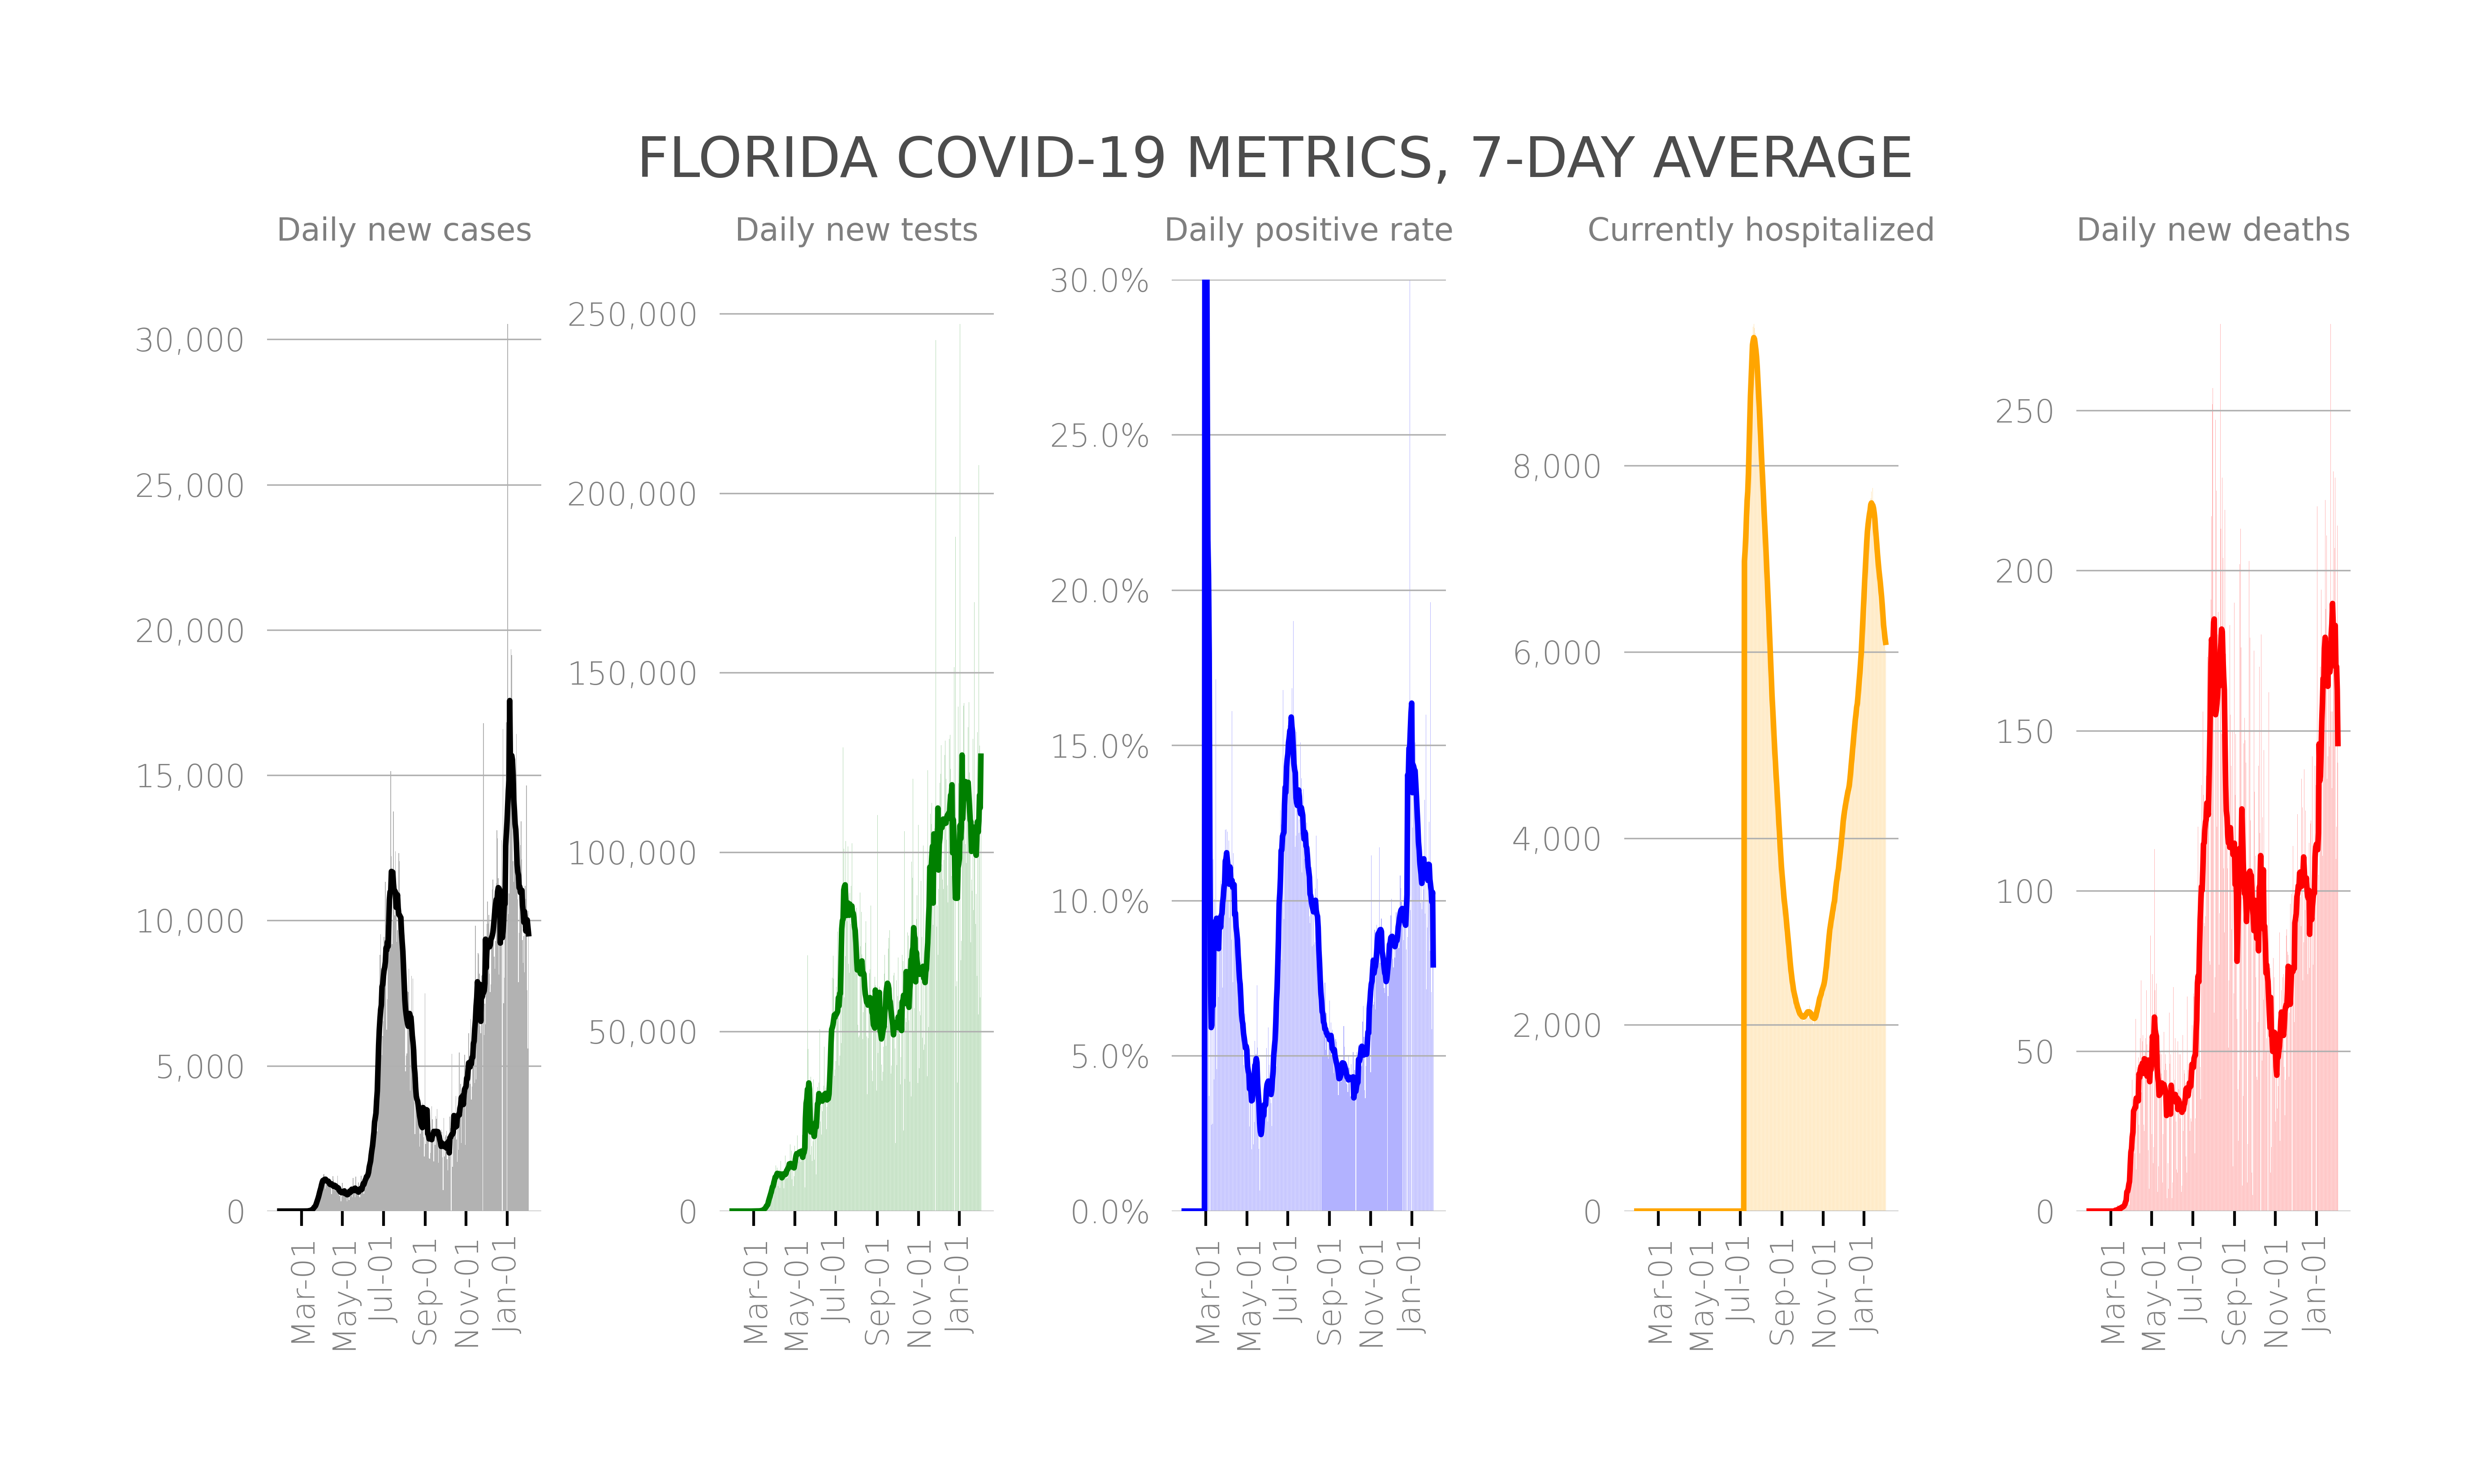 FLORIDA COVID-19 METRICS, 7-DAY AVERAGE
Daily new cases
30,000
25,000
20,000
15,000
10,000
5,000
0
Mar-01
May-01
Jul-01
Sep-01
Nov-01
Jan-01
Daily new tests
250,000
200,000
150,000
100,000
50,000
0
Mar-01
May-01
Jul-01
Sep-01
Nov-01
Jan-01
Daily positive rate
30.0%
25.0%
20.0%
15.0%
10.0%
5.0%
0.0%
Mar-01
May-01
Jul-01
Sep-01
Nov-01
Jan-01
Currently hospitalized
8,000
6,000
4,000
2,000
0
Mar-01
May-01
Jul-01
Sep-01
Nov-01
Jan-01
Daily new deaths
250
200
150
100
50
0
Mar-01
May-01
Jul-01
Sep-01
Nov-01
Jan-01